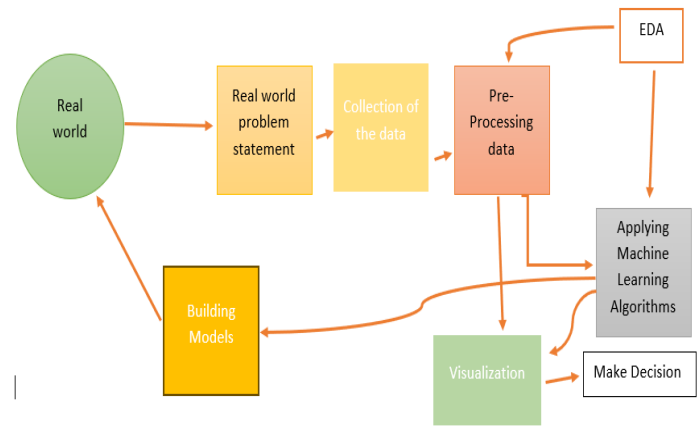 EDA
Real
world
Real world
problem
statement
Collection of
the data
Pre-
Processing
data
Applying
Machine
Learning
Algorithms
Building
Models
Visualization
Make Decision